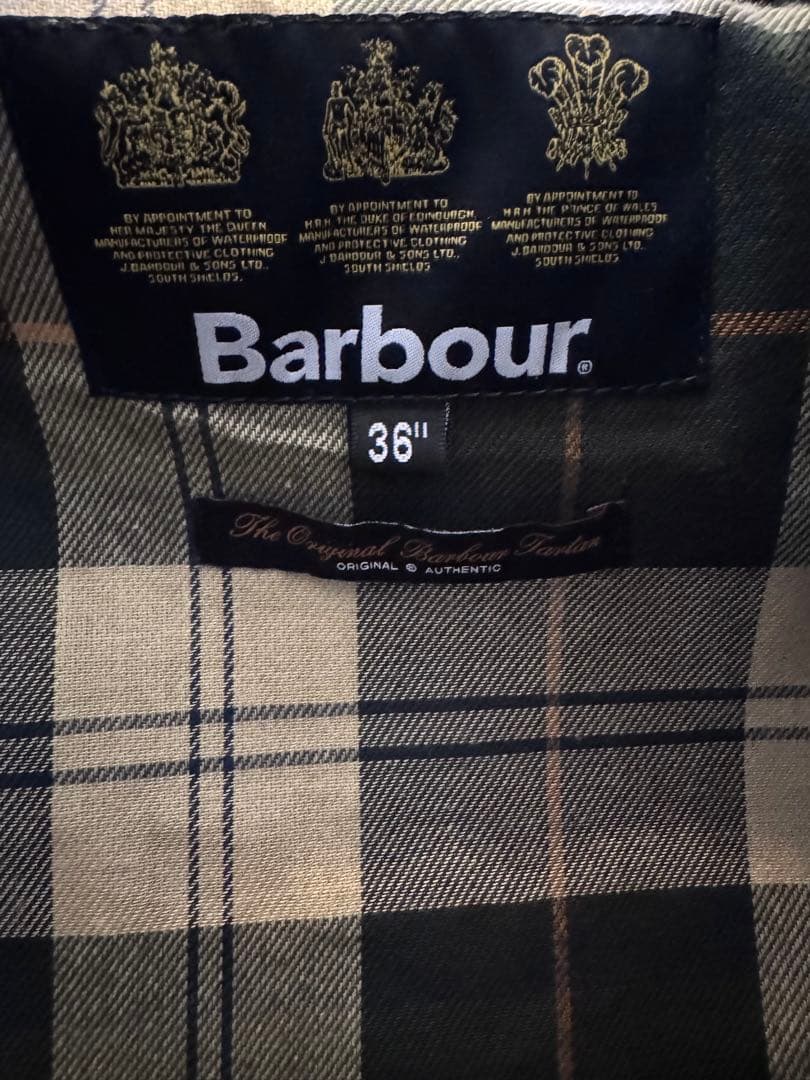 BY APPOINTMENT TO
HER MAJESTY THE QUEEN
MANUFACTURERS OF WATERPROOF
AND PROTECTIVE CLOTHING
J.BARBOUR & SONS LTD.,
SOUTH SHIELDS.
BY APPOINTMENT TO
H.R.H. THE DUKE OF EDINBURGH,
MANUFACTURERS OF WATERPROOF
AND PROTECTIVE CLOTHING
J. BARBOUR & SONS LTD.,
SOUTH SHIELDS
BY APPOINTMENT TO
H.R.H THE PRINCE OF WALES
MANUFACTURERS OF WATERPROOF
AND PROTECTIVE CLOTHING
J. BARBOUR & SONS LTD.,
SOUTH SHIELDS
Barbour®
36"
The Original Barbour Tartan
ORIGINAL & AUTHENTIC